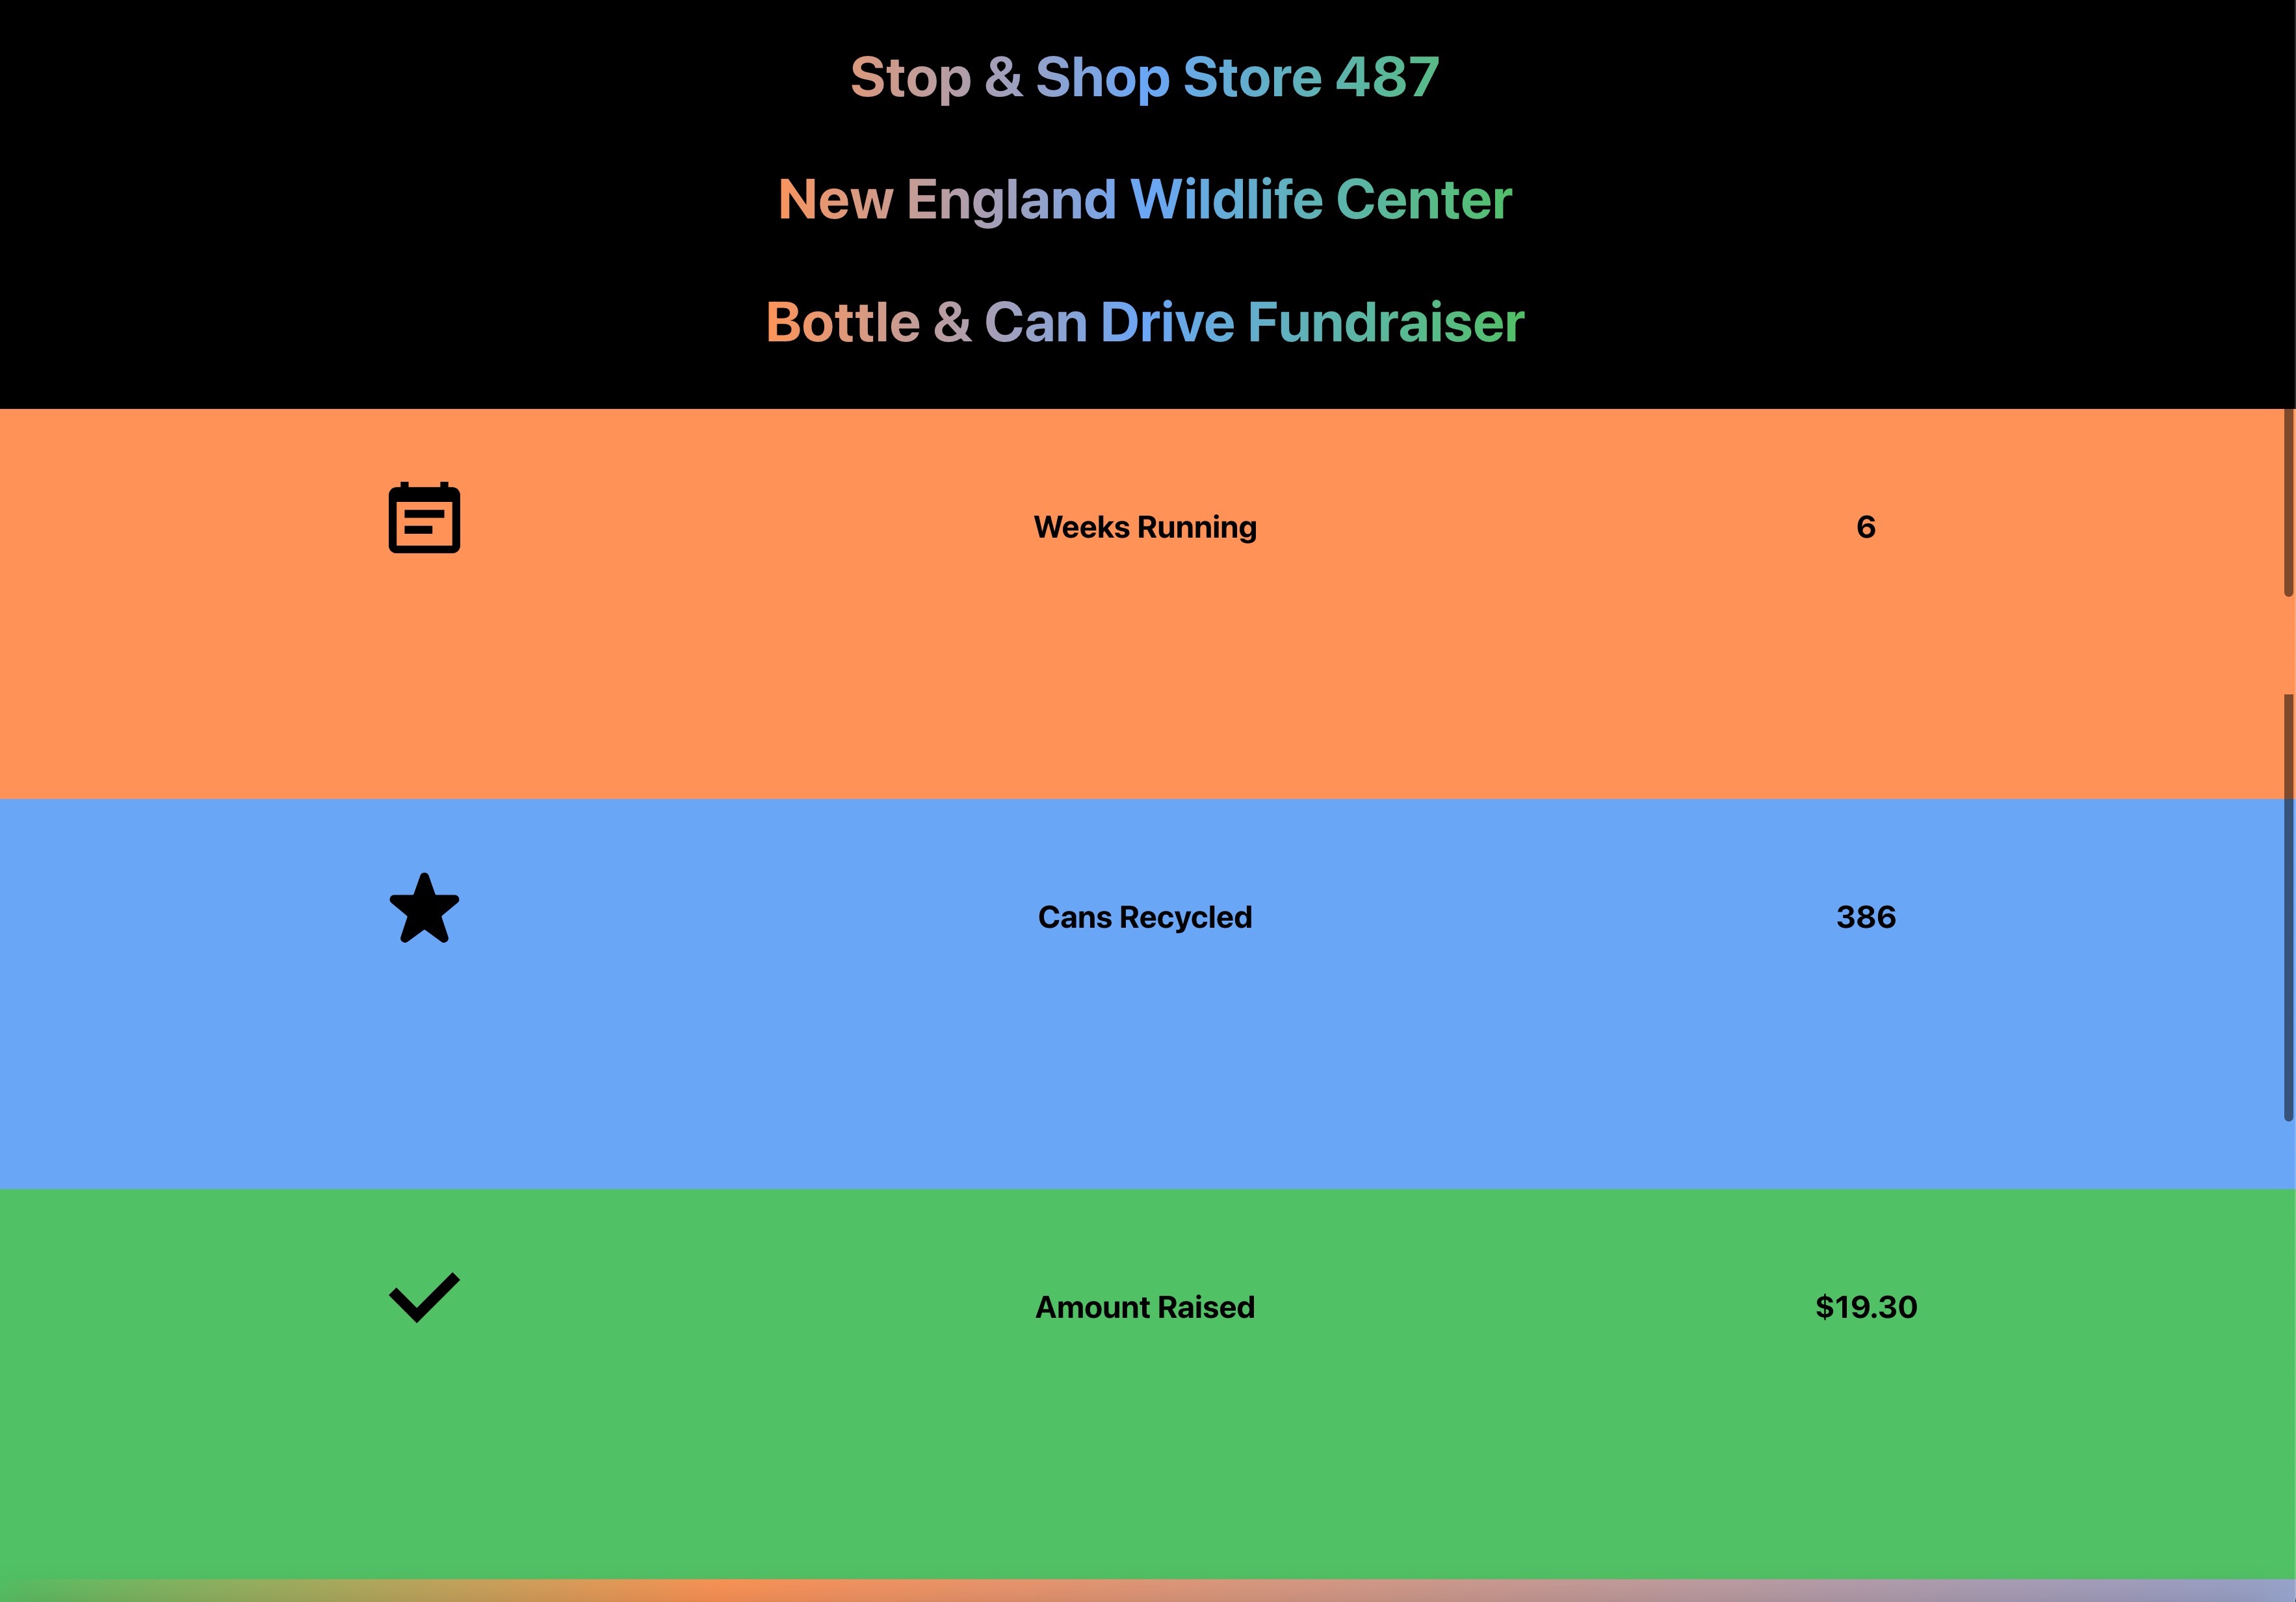 Stop & Shop Store 487
New England Wildlife Center
Bottle & Can Drive Fundraiser
Weeks Running 6
Cans Recycled 386
Amount Raised $19.30